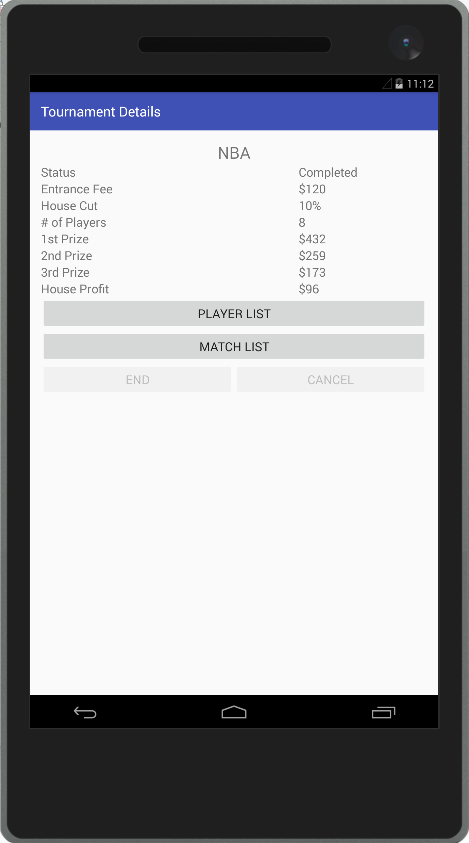 11:12
Tournament Details
NBA
Status Completed
Entrance Fee $120
House Cut 10%
# of Players 8
1st Prize $432
2nd Prize $259
3rd Prize $173
House Profit $96
PLAYER LIST
MATCH LIST
END CANCEL